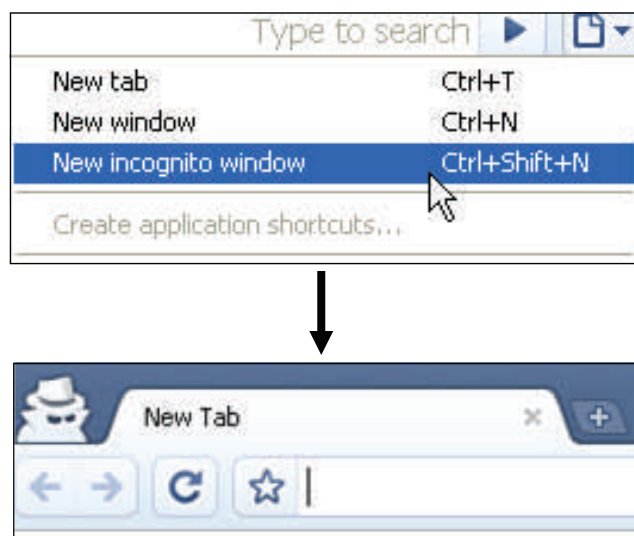 Type to search
New tab Ctrl+T
New window Ctrl+N
New incognito window Ctrl+Shift+N
Create application shortcuts...
New Tab